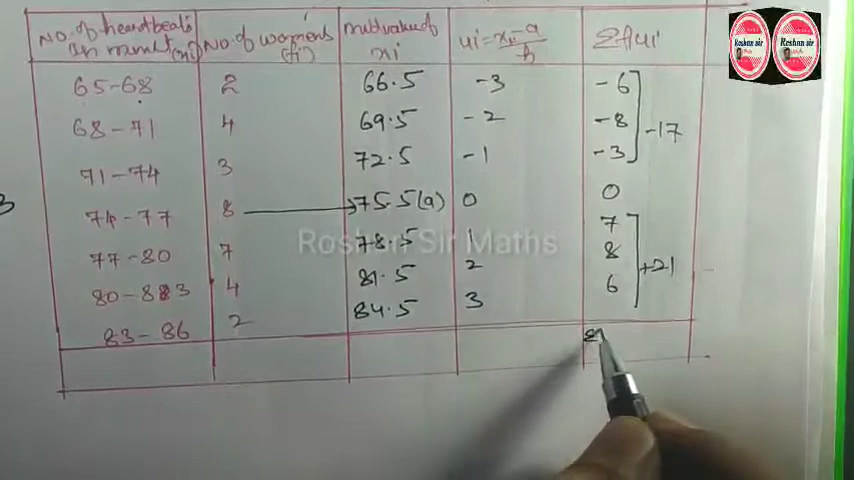 No. of heartbeats in minute (xi) No. of women's (fi) mid value of xi ui = xi - a / h Σfiui
65-68 2 66.5 -3 -6
68-71 4 69.5 -2 -8 -17
71-74 3 72.5 -1 -3
74-77 8 75.5(a) 0 0
77-80 7 78.5 1 7
80-83 4 81.5 2 8 +21
83-86 2 84.5 3 6
Roshan Sir Maths
Roshan sir
Roshan sir